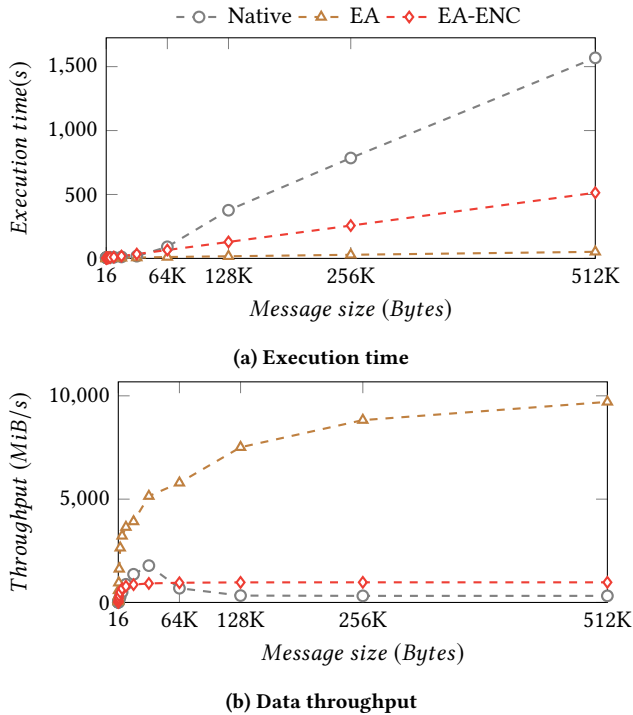 Native EA EA-ENC
1,500
1,000
500
0
Execution time(s)
16 64K 128K 256K 512K
Message size (Bytes)
(a) Execution time
10,000
5,000
0
Throughput (MiB/s)
16 64K 128K 256K 512K
Message size (Bytes)
(b) Data throughput